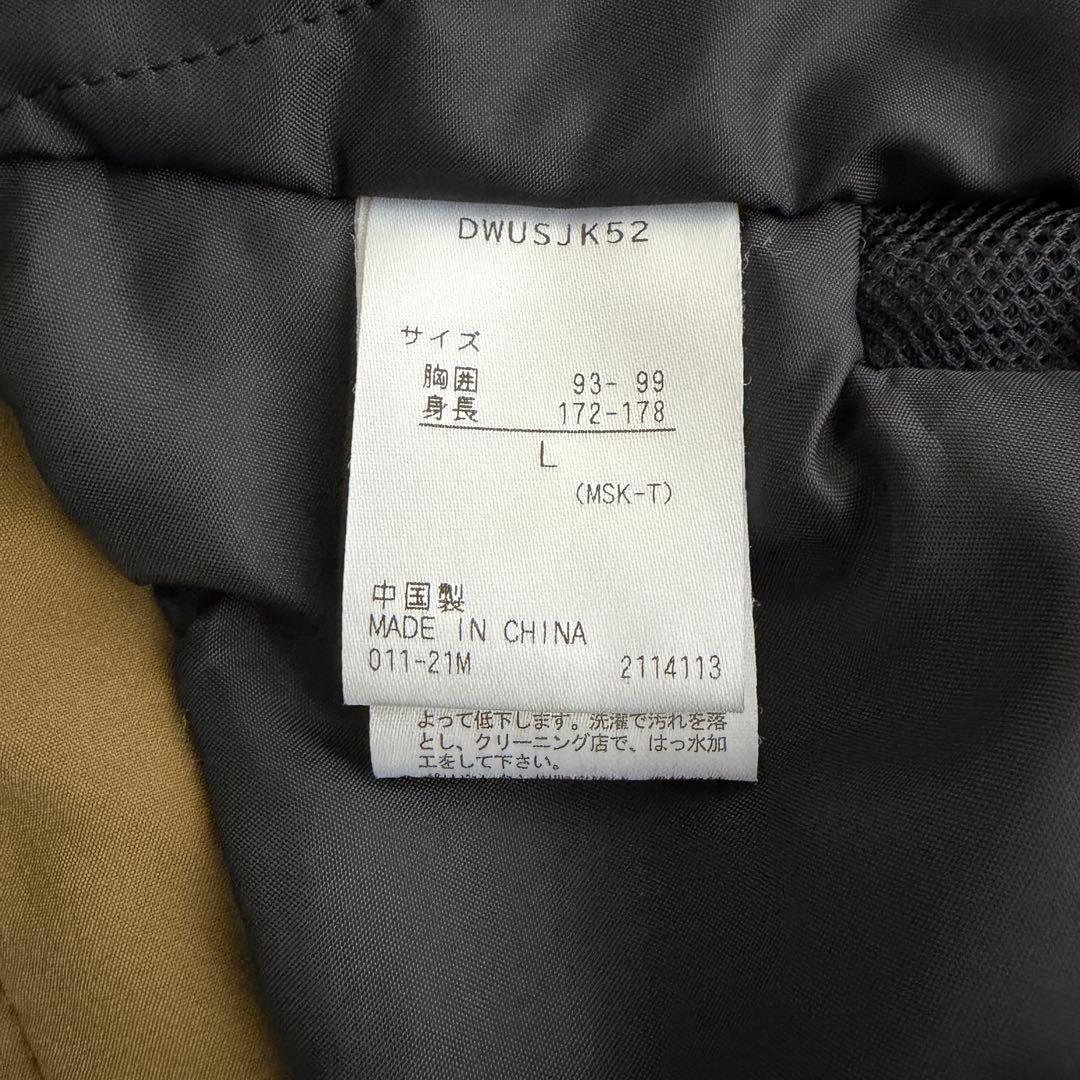 DWUSJK52
サイズ
胸囲 93- 99
身長 172-178
L
(MSK-T)
中国製
MADE IN CHINA
011-21M 2114113
よって低下します。洗濯で汚れを落
とし、クリーニング店で、はっ水加
工をして下さい。